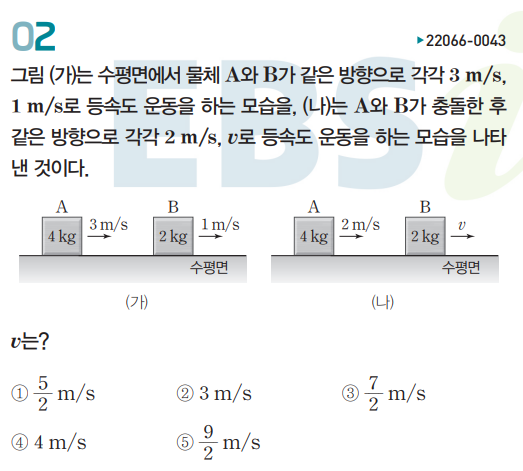 02
▶22066-0043
그림 (가)는 수평면에서 물체 A와 B가 같은 방향으로 각각 3 m/s,
1 m/s로 등속도 운동을 하는 모습을, (나)는 A와 B가 충돌한 후
같은 방향으로 각각 2 m/s, v로 등속도 운동을 하는 모습을 나타
낸 것이다.
EBSi
A B A B
4 kg 3 m/s 2 kg 1 m/s 4 kg 2 m/s 2 kg v
수평면 수평면
(가) (나)
v는?
① 5/2 m/s ② 3 m/s ③ 7/2 m/s
④ 4 m/s ⑤ 9/2 m/s